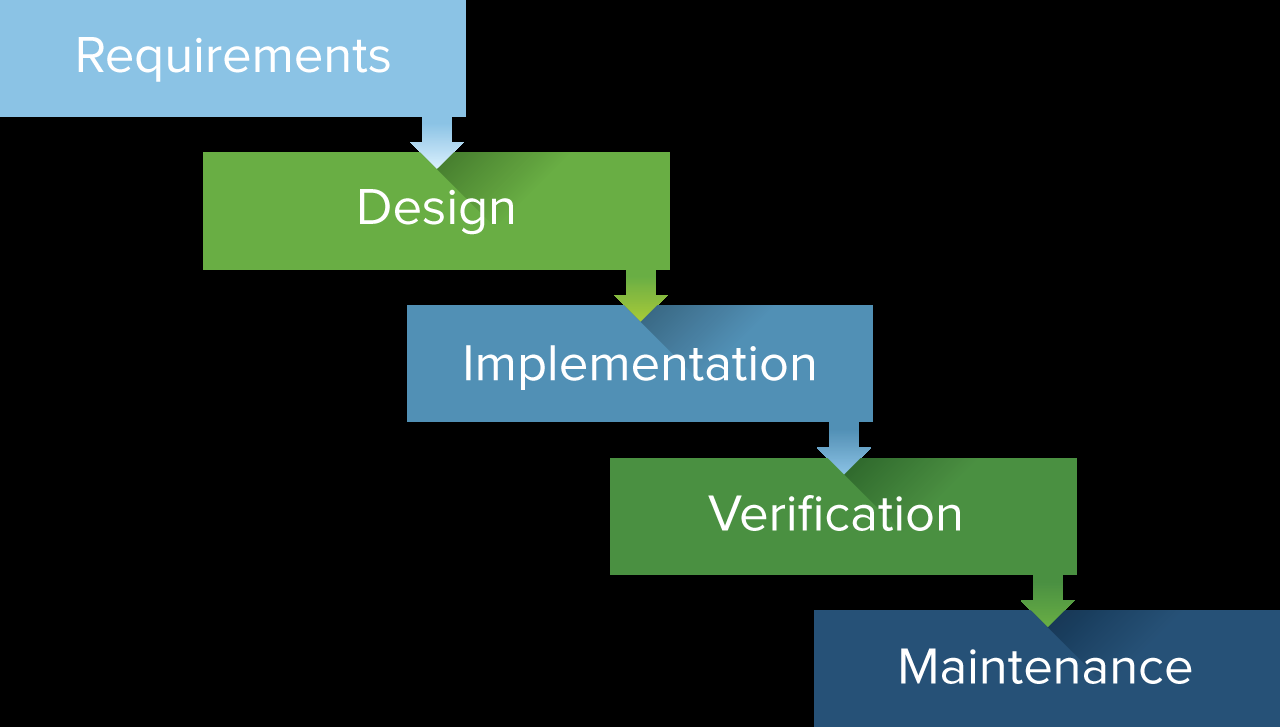 Requirements
Design
Implementation
Verification
Maintenance